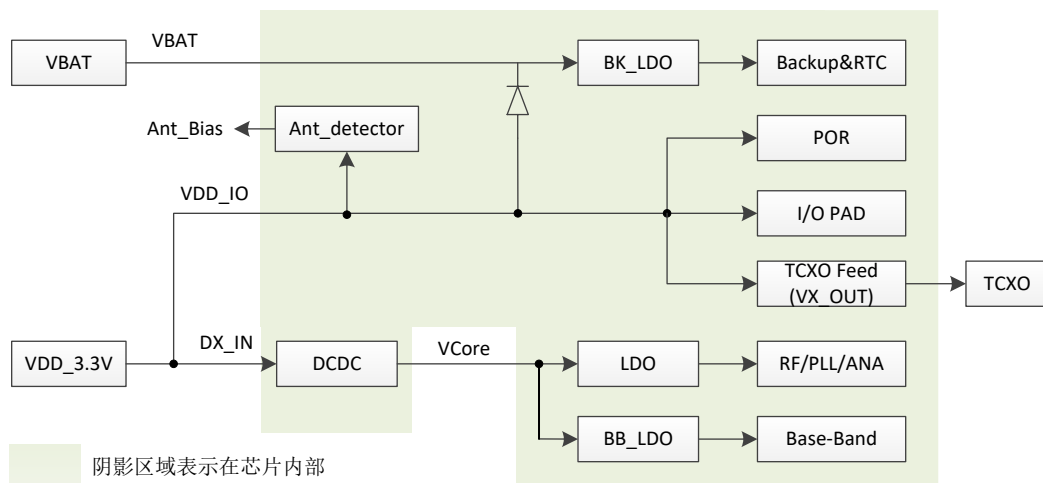 VBAT
VBAT
BK_LDO
Backup&RTC
Ant_Bias
Ant_detector
POR
VDD_IO
I/O PAD
TCXO Feed
(VX_OUT)
TCXO
VDD_3.3V
DX_IN
DCDC
VCore
LDO
RF/PLL/ANA
BB_LDO
Base-Band
阴影区域表示在芯片内部